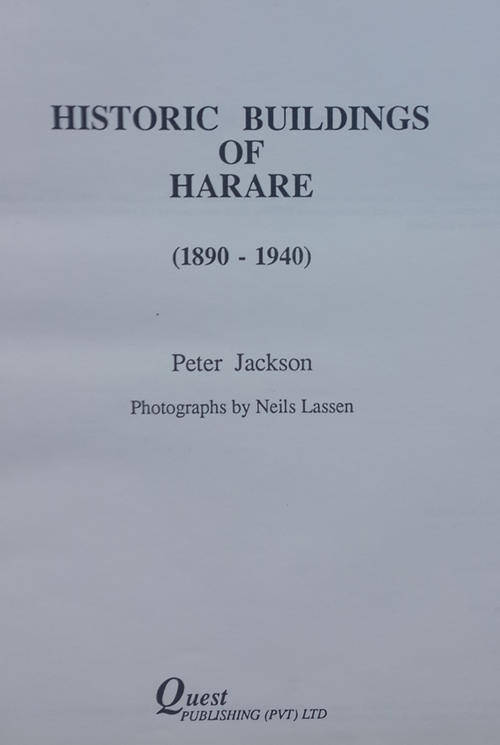 HISTORIC BUILDINGS
OF
HARARE
(1890 - 1940)
Peter Jackson
Photographs by Neils Lassen
Quest
PUBLISHING (PVT) LTD